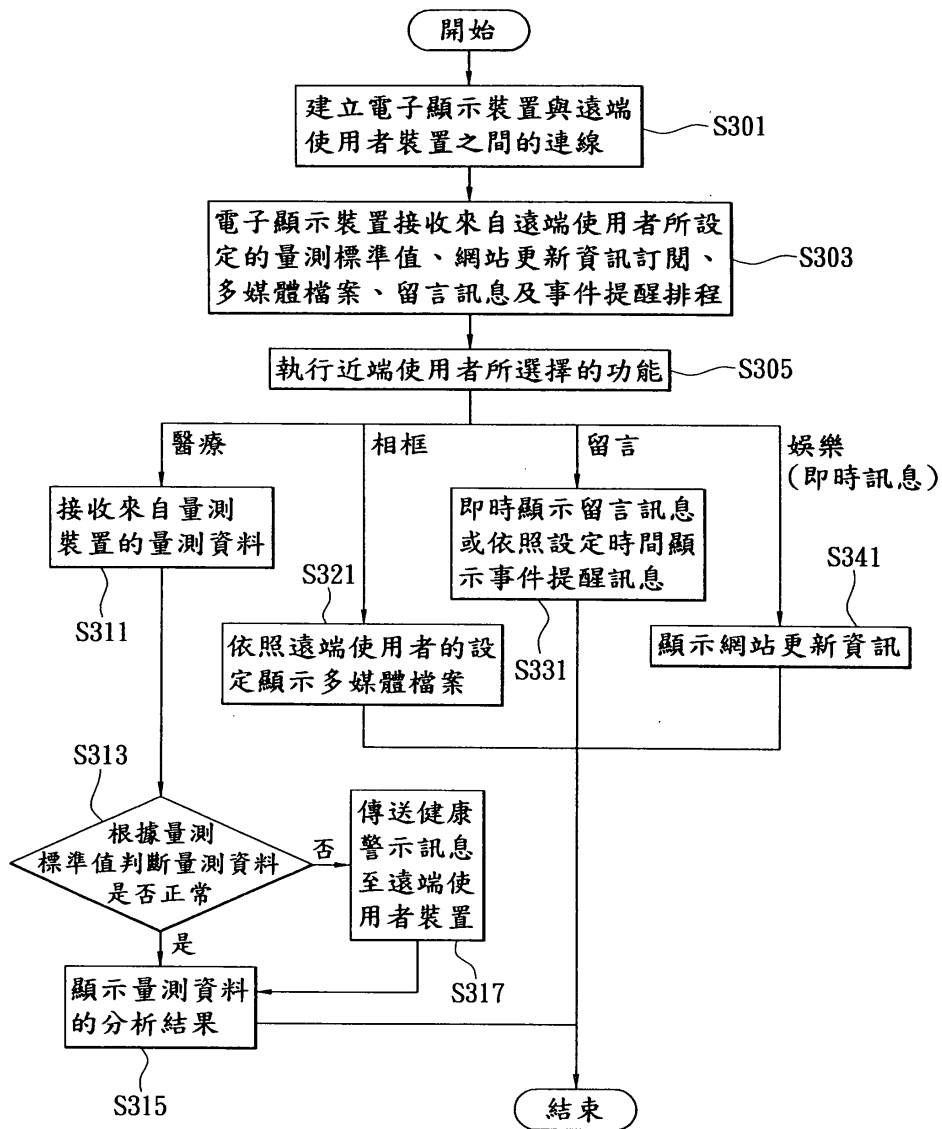 開始
建立電子顯示裝置與遠端
使用者裝置之間的連線
S301
電子顯示裝置接收來自遠端使用者所設
定的量測標準值、網站更新資訊訂閱、
多媒體檔案、留言訊息及事件提醒排程
S303
執行近端使用者所選擇的功能
S305
醫療
相框
留言
娛樂
(即時訊息)
接收來自量測
裝置的量測資料
S311
S321
依照遠端使用者的設
定顯示多媒體檔案
即時顯示留言訊息
或依照設定時間顯
示事件提醒訊息
S331
S341
顯示網站更新資訊
S313
根據量測
標準值判斷量測資料
是否正常
否
是
傳送健康
警示訊息
至遠端使
用者裝置
S317
顯示量測資料
的分析結果
S315
結束